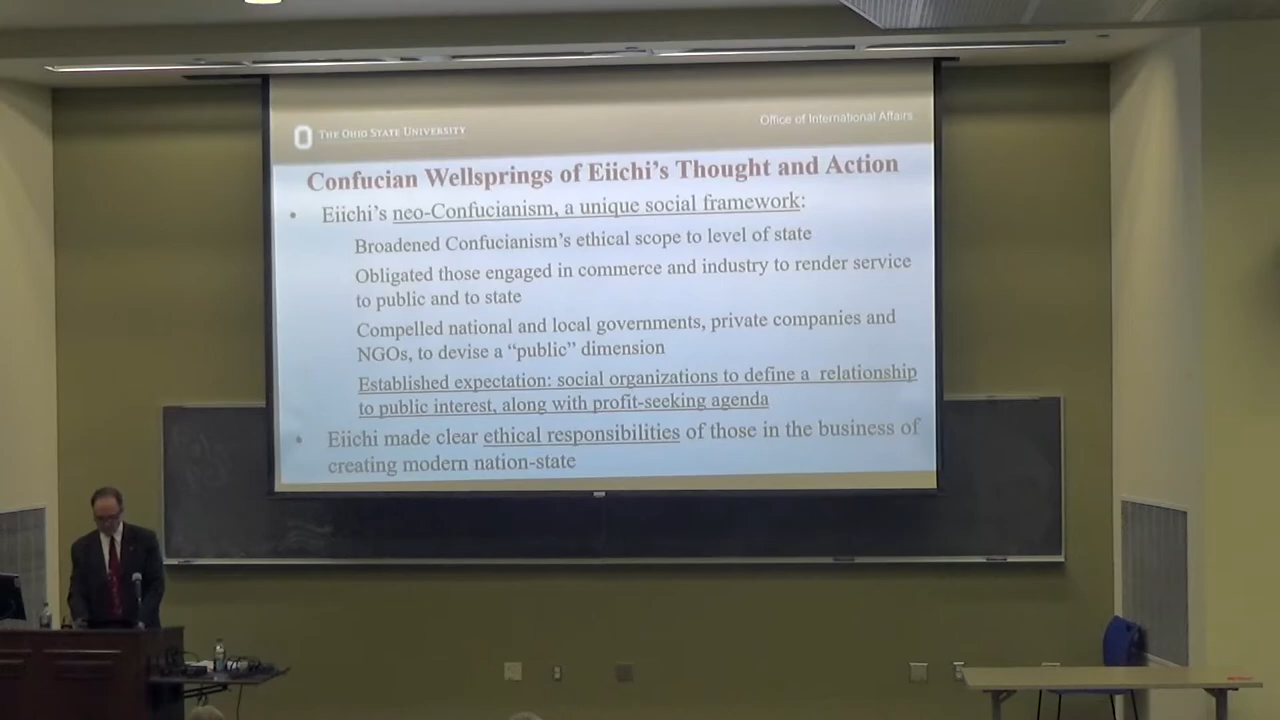 THE OHIO STATE UNIVERSITY
Office of International Affairs
Confucian Wellsprings of Eiichi's Thought and Action
• Eiichi's neo-Confucianism, a unique social framework:
Broadened Confucianism's ethical scope to level of state
Obligated those engaged in commerce and industry to render service
to public and to state
Compelled national and local governments, private companies and
NGOs, to devise a “public” dimension
Established expectation: social organizations to define a relationship
to public interest, along with profit-seeking agenda
• Eiichi made clear ethical responsibilities of those in the business of
creating modern nation-state